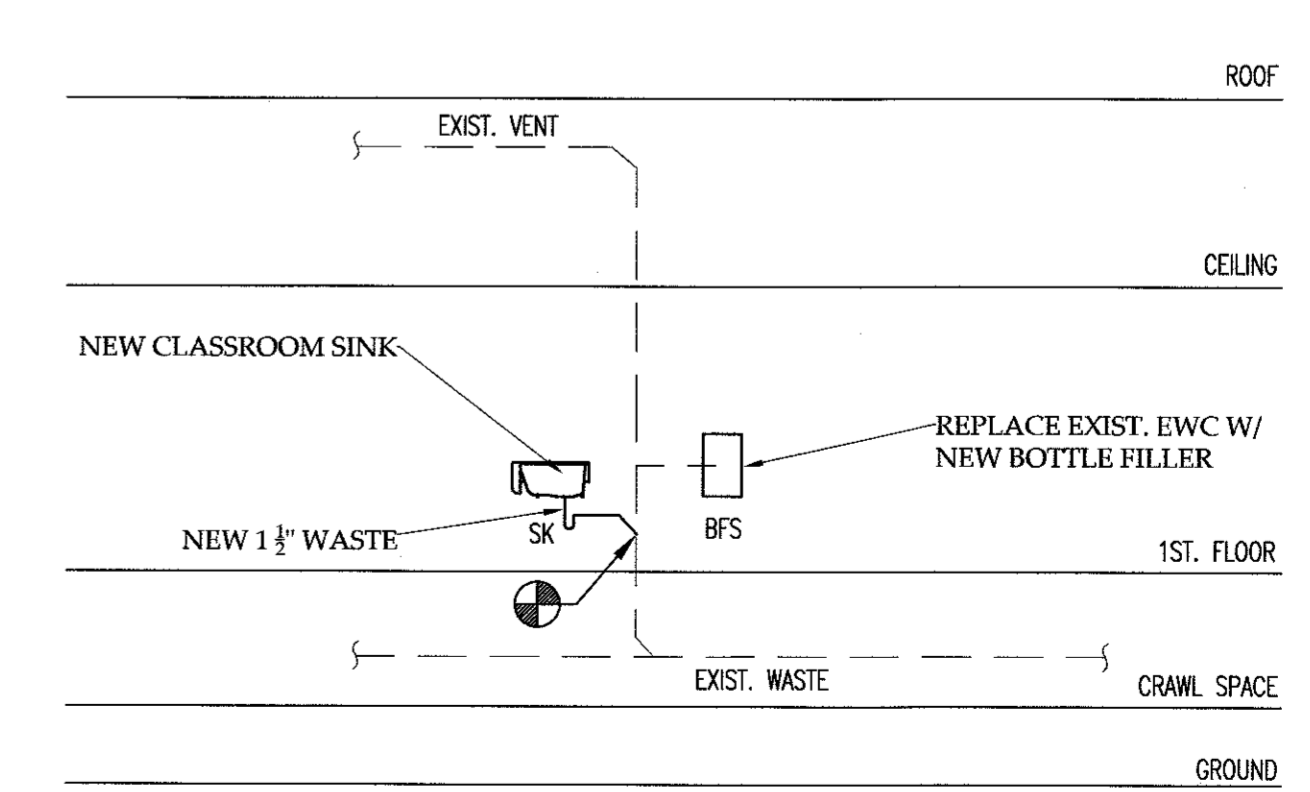 ROOF
EXIST. VENT
CEILING
NEW CLASSROOM SINK
REPLACE EXIST. EWC W/
NEW BOTTLE FILLER
NEW 1 1/2" WASTE
SK
BFS
1ST. FLOOR
EXIST. WASTE
CRAWL SPACE
GROUND